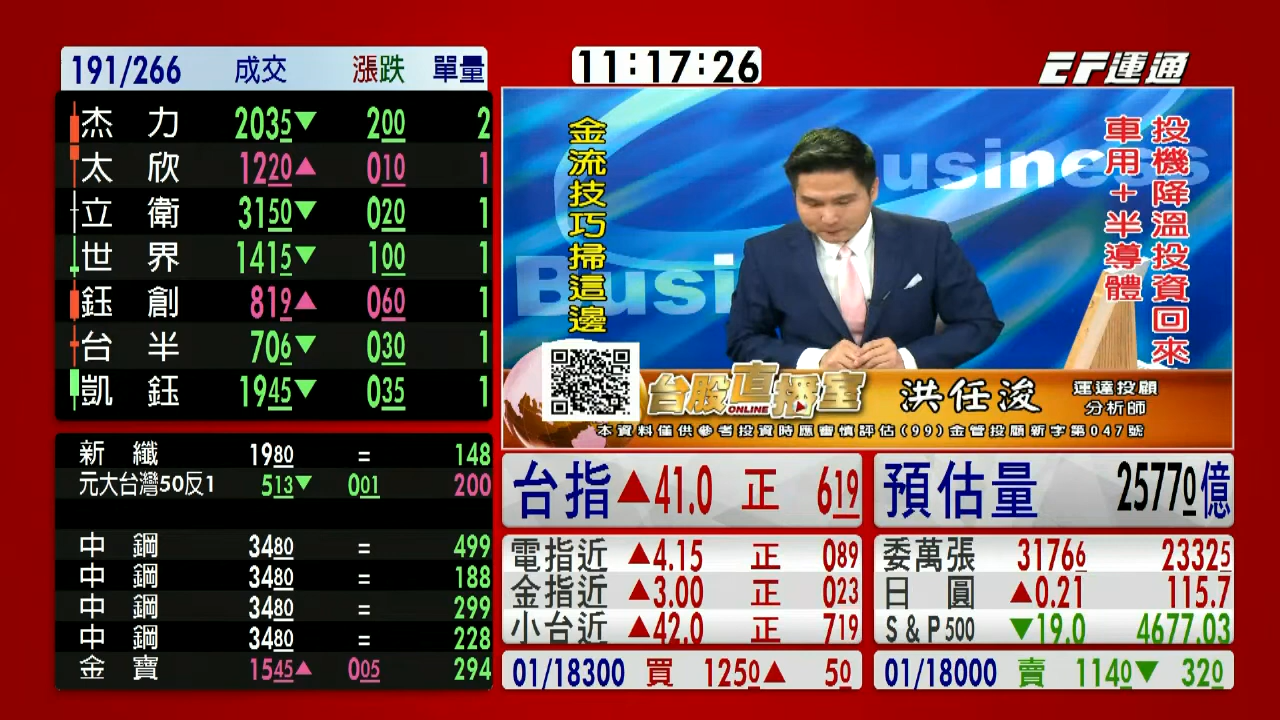 191/266 成交 漲跌 單量
杰力 2035▼ 200 2
太欣 1220▲ 010 1
立衛 3150▼ 020 1
世界 1415▼ 100 1
鈺創 819▲ 060 1
台半 706▼ 030 1
凱鈺 1945▼ 035 1
新纖 1980 = 148
元大台灣50反1 513▼ 001 200
中鋼 3480 = 499
中鋼 3480 = 188
中鋼 3480 = 299
中鋼 3480 = 228
金寶 1545▲ 005 294
11:17:26
EF運通
Business
Busi
金流技巧掃這邊
投機降溫投資回來
車用+半導體
台股直播室
ONLINE
洪任浚
運達投顧
分析師
本資料僅供參考投資時應審慎評估(99)金管投顧新字第047號
台指▲41.0 正 619
預估量 25770億
電指近▲4.15 正 089
金指近▲3.00 正 023
小台近▲42.0 正 719
委萬張 31766 23325
日圓▲0.21 115.7
S&P500▼19.0 4677.03
01/18300 買 1250▲ 50
01/18000 賣 1140▼ 320